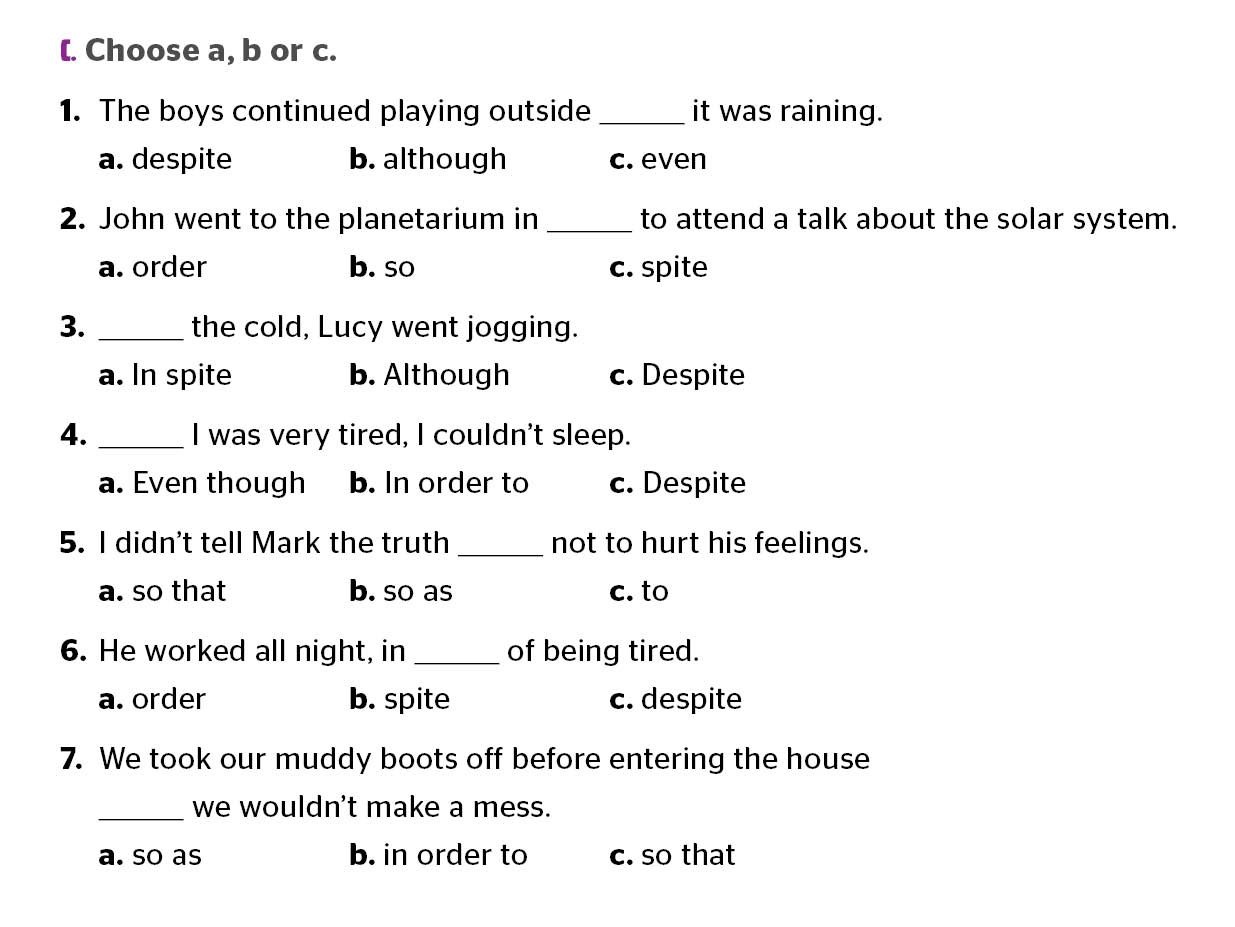 C. Choose a, b or c.
1. The boys continued playing outside ______ it was raining.
a. despite b. although c. even
2. John went to the planetarium in ______ to attend a talk about the solar system.
a. order b. so c. spite
3. ______ the cold, Lucy went jogging.
a. In spite b. Although c. Despite
4. ______ I was very tired, I couldn’t sleep.
a. Even though b. In order to c. Despite
5. I didn’t tell Mark the truth ______ not to hurt his feelings.
a. so that b. so as c. to
6. He worked all night, in ______ of being tired.
a. order b. spite c. despite
7. We took our muddy boots off before entering the house
______ we wouldn’t make a mess.
a. so as b. in order to c. so that